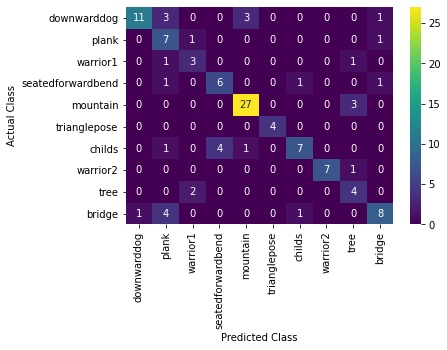 downwarddog 11 3 0 0 3 0 0 0 0 1
plank 0 7 1 0 0 0 0 0 0 1
warrior1 0 1 3 0 0 0 0 0 1 0
seatedforwardbend 0 1 0 6 0 0 1 0 0 1
mountain 0 0 0 0 27 0 0 0 3 0
trianglepose 0 0 0 0 0 4 0 0 0 0
childs 0 1 0 4 1 0 7 0 0 0
warrior2 0 0 0 0 0 0 0 7 1 0
tree 0 0 2 0 0 0 0 0 4 0
bridge 1 4 0 0 0 0 1 0 0 8
downwarddog
plank
warrior1
seatedforwardbend
mountain
trianglepose
childs
warrior2
tree
bridge
Predicted Class
Actual Class
25
20
15
10
5
0